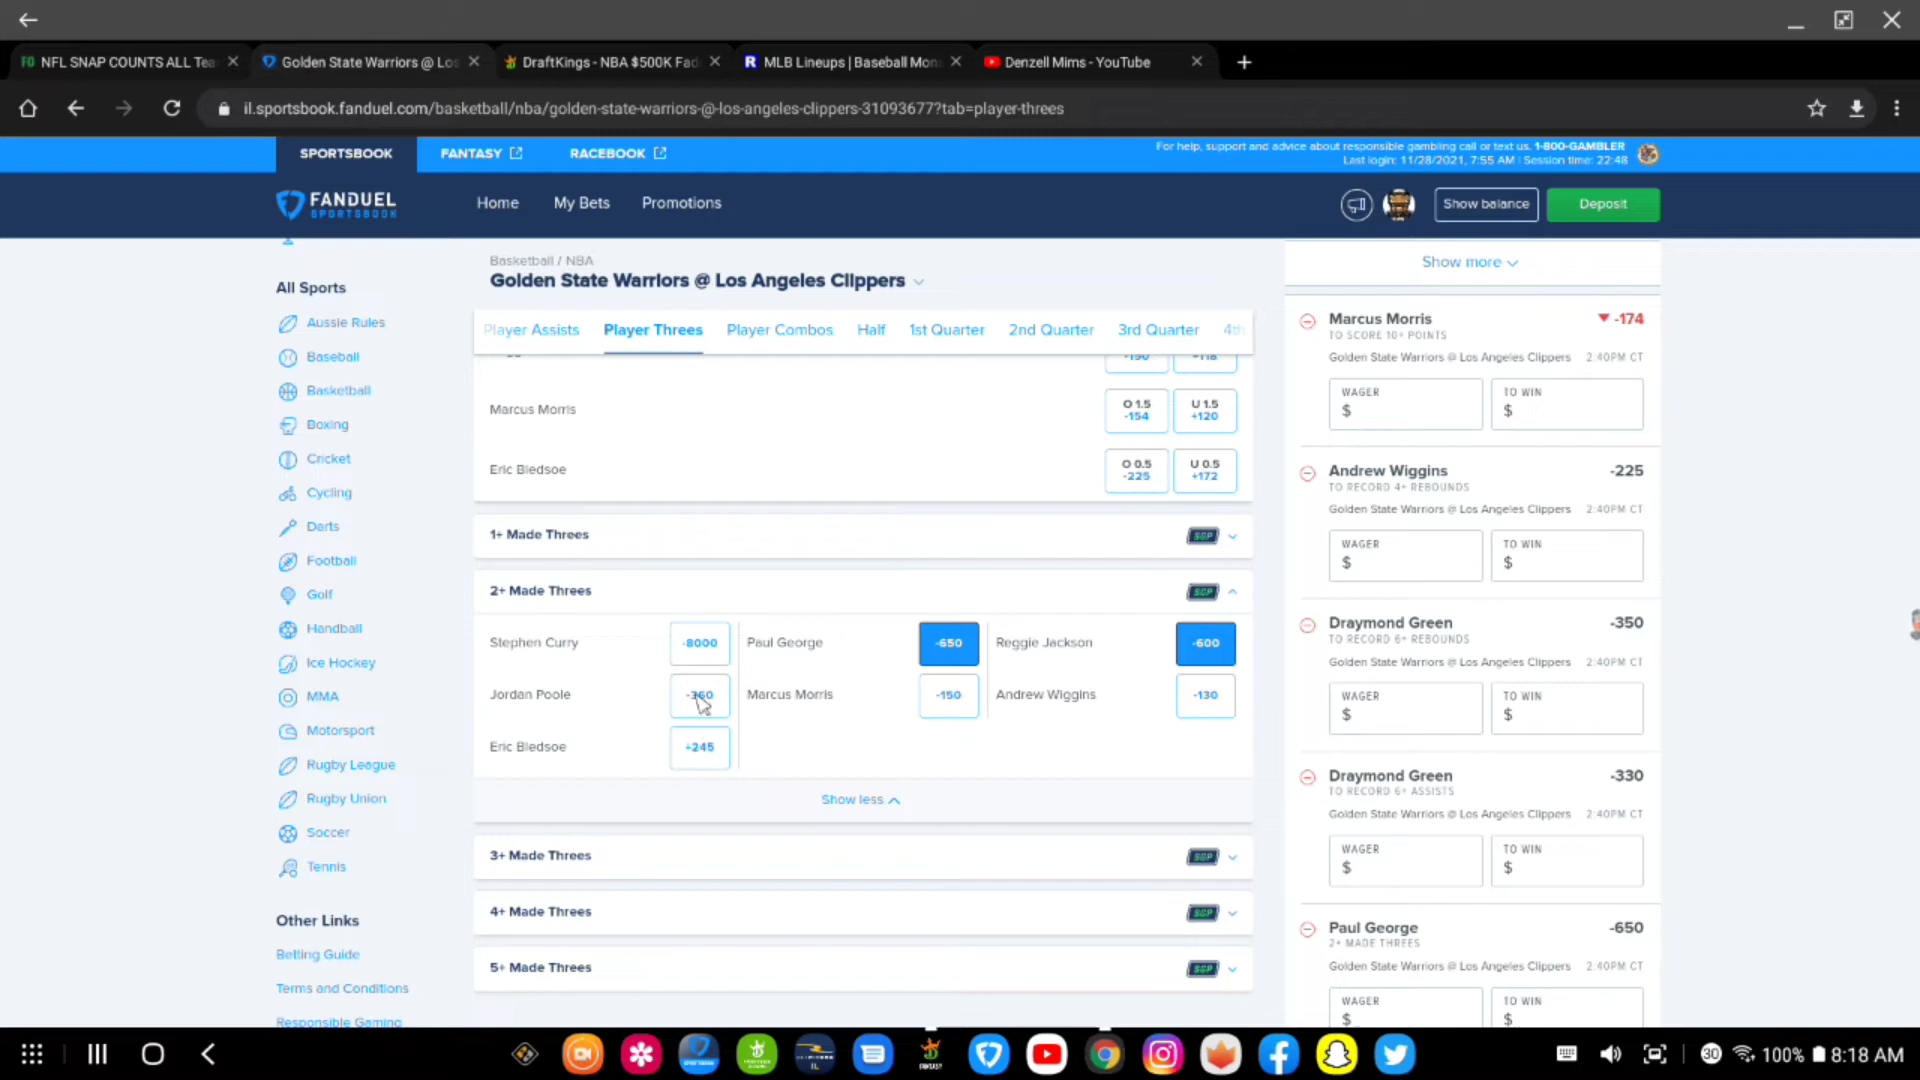 NFL SNAP COUNTS ALL Tea
Golden State Warriors @ Los
DraftKings - NBA $500K Fad
MLB Lineups | Baseball Mon
Denzell Mims - YouTube
il.sportsbook.fanduel.com/basketball/nba/golden-state-warriors-@-los-angeles-clippers-31093677?tab=player-threes
SPORTSBOOK
FANTASY
RACEBOOK
For help, support and advice about responsible gambling call or text us. 1-800-GAMBLER
Last login: 11/28/2021, 7:55 AM | Session time: 22:48
FANDUEL
SPORTSBOOK
Home
My Bets
Promotions
Show balance
Deposit
All Sports
Aussie Rules
Baseball
Basketball
Boxing
Cricket
Cycling
Darts
Football
Golf
Handball
Ice Hockey
MMA
Motorsport
Rugby League
Rugby Union
Soccer
Tennis
Other Links
Betting Guide
Terms and Conditions
Responsible Gaming
Basketball / NBA
Golden State Warriors @ Los Angeles Clippers
Player Assists
Player Threes
Player Combos
Half
1st Quarter
2nd Quarter
3rd Quarter
4th
-190
+118
Marcus Morris
O 1.5
-154
U 1.5
+120
Eric Bledsoe
O 0.5
-225
U 0.5
+172
1+ Made Threes
SGP
2+ Made Threes
SGP
Stephen Curry
-8000
Paul George
-650
Reggie Jackson
-600
Jordan Poole
Marcus Morris
-150
Andrew Wiggins
-130
Eric Bledsoe
+245
Show less
3+ Made Threes
SGP
4+ Made Threes
SGP
5+ Made Threes
SGP
Show more
Marcus Morris
-174
TO SCORE 10+ POINTS
Golden State Warriors @ Los Angeles Clippers 2:40PM CT
WAGER
$
TO WIN
$
Andrew Wiggins
-225
TO RECORD 4+ REBOUNDS
Golden State Warriors @ Los Angeles Clippers 2:40PM CT
WAGER
$
TO WIN
$
Draymond Green
-350
TO RECORD 6+ REBOUNDS
Golden State Warriors @ Los Angeles Clippers 2:40PM CT
WAGER
$
TO WIN
$
Draymond Green
-330
TO RECORD 6+ ASSISTS
Golden State Warriors @ Los Angeles Clippers 2:40PM CT
WAGER
$
TO WIN
$
Paul George
-650
2+ MADE THREES
Golden State Warriors @ Los Angeles Clippers 2:40PM CT
WAGER
$
TO WIN
$
30
100%
8:18 AM